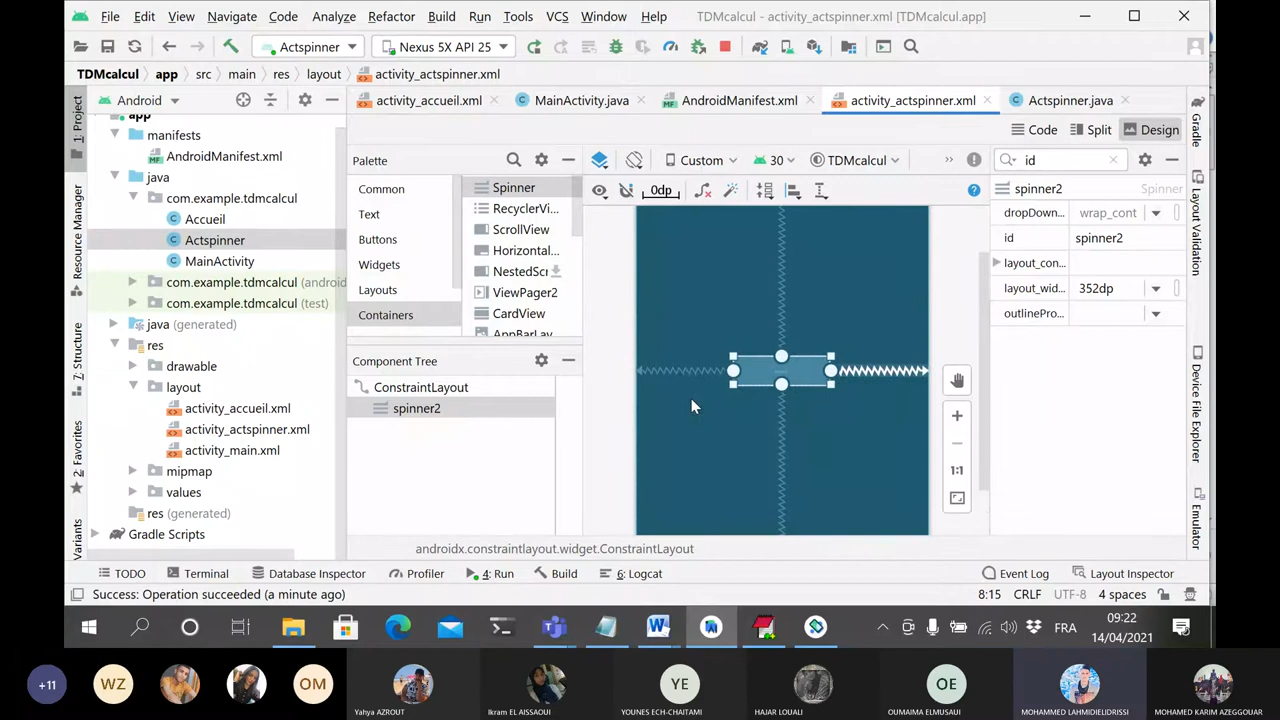 File Edit View Navigate Code Analyze Refactor Build Run Tools VCS Window Help TDMcalcul - activity_actspinner.xml [TDMcalcul.app]
Actspinner Nexus 5X API 25
TDMcalcul app src main res layout activity_actspinner.xml
Android
activity_accueil.xml MainActivity.java AndroidManifest.xml activity_actspinner.xml Actspinner.java
Code Split Design
app
manifests
AndroidManifest.xml
java
com.example.tdmcalcul
Accueil
Actspinner
MainActivity
com.example.tdmcalcul (android
com.example.tdmcalcul (test)
java (generated)
res
drawable
layout
activity_accueil.xml
activity_actspinner.xml
activity_main.xml
mipmap
values
res (generated)
Gradle Scripts
1: Project
Resource Manager
7: Structure
2: Favorites
Variants
Palette
Common
Text
Buttons
Widgets
Layouts
Containers
Spinner
RecyclerVi...
ScrollView
Horizontal...
NestedScr
ViewPager2
CardView
AppBarLay
Component Tree
ConstraintLayout
spinner2
Custom 30 TDMcalcul
0dp
1:1
id
spinner2 Spinner
dropDown... wrap_cont
id spinner2
layout_con...
layout_wid... 352dp
outlinePro...
Gradle
Layout Validation
Device File Explorer
Emulator
androidx.constraintlayout.widget.ConstraintLayout
TODO Terminal Database Inspector Profiler 4: Run Build 6: Logcat Event Log Layout Inspector
Success: Operation succeeded (a minute ago) 8:15 CRLF UTF-8 4 spaces
FRA 09:22
14/04/2021
+11 WZ OM YE OE
Yahya AZROUT Ikram EL AISSAOUI YOUNES ECH-CHAITAMI HAJAR LOUALI OUMAIMA ELMUSAUI MOHAMMED LAHMIDIELIDRISSI MOHAMED KARIM AZEGGOUAR